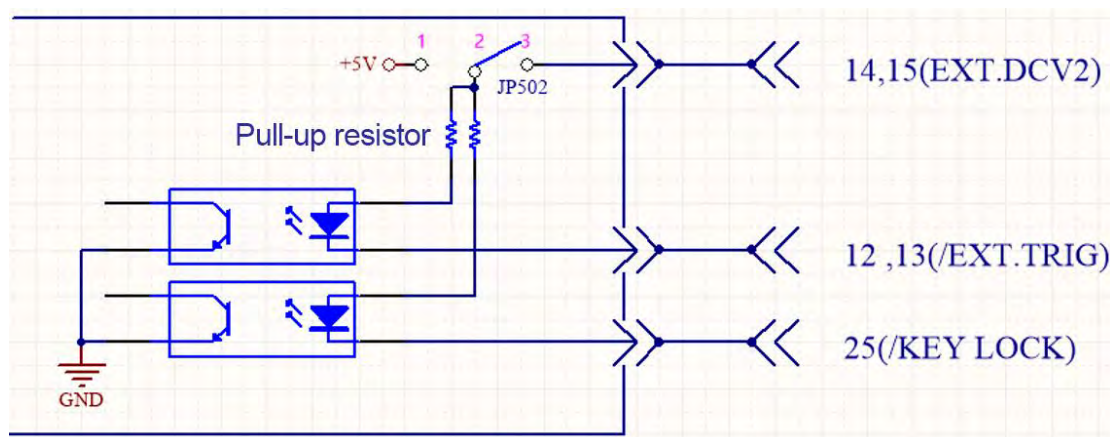 1 2 3
+5V
JP502
14,15(EXT.DCV2)
Pull-up resistor
12 ,13(/EXT.TRIG)
25(/KEY LOCK)
GND